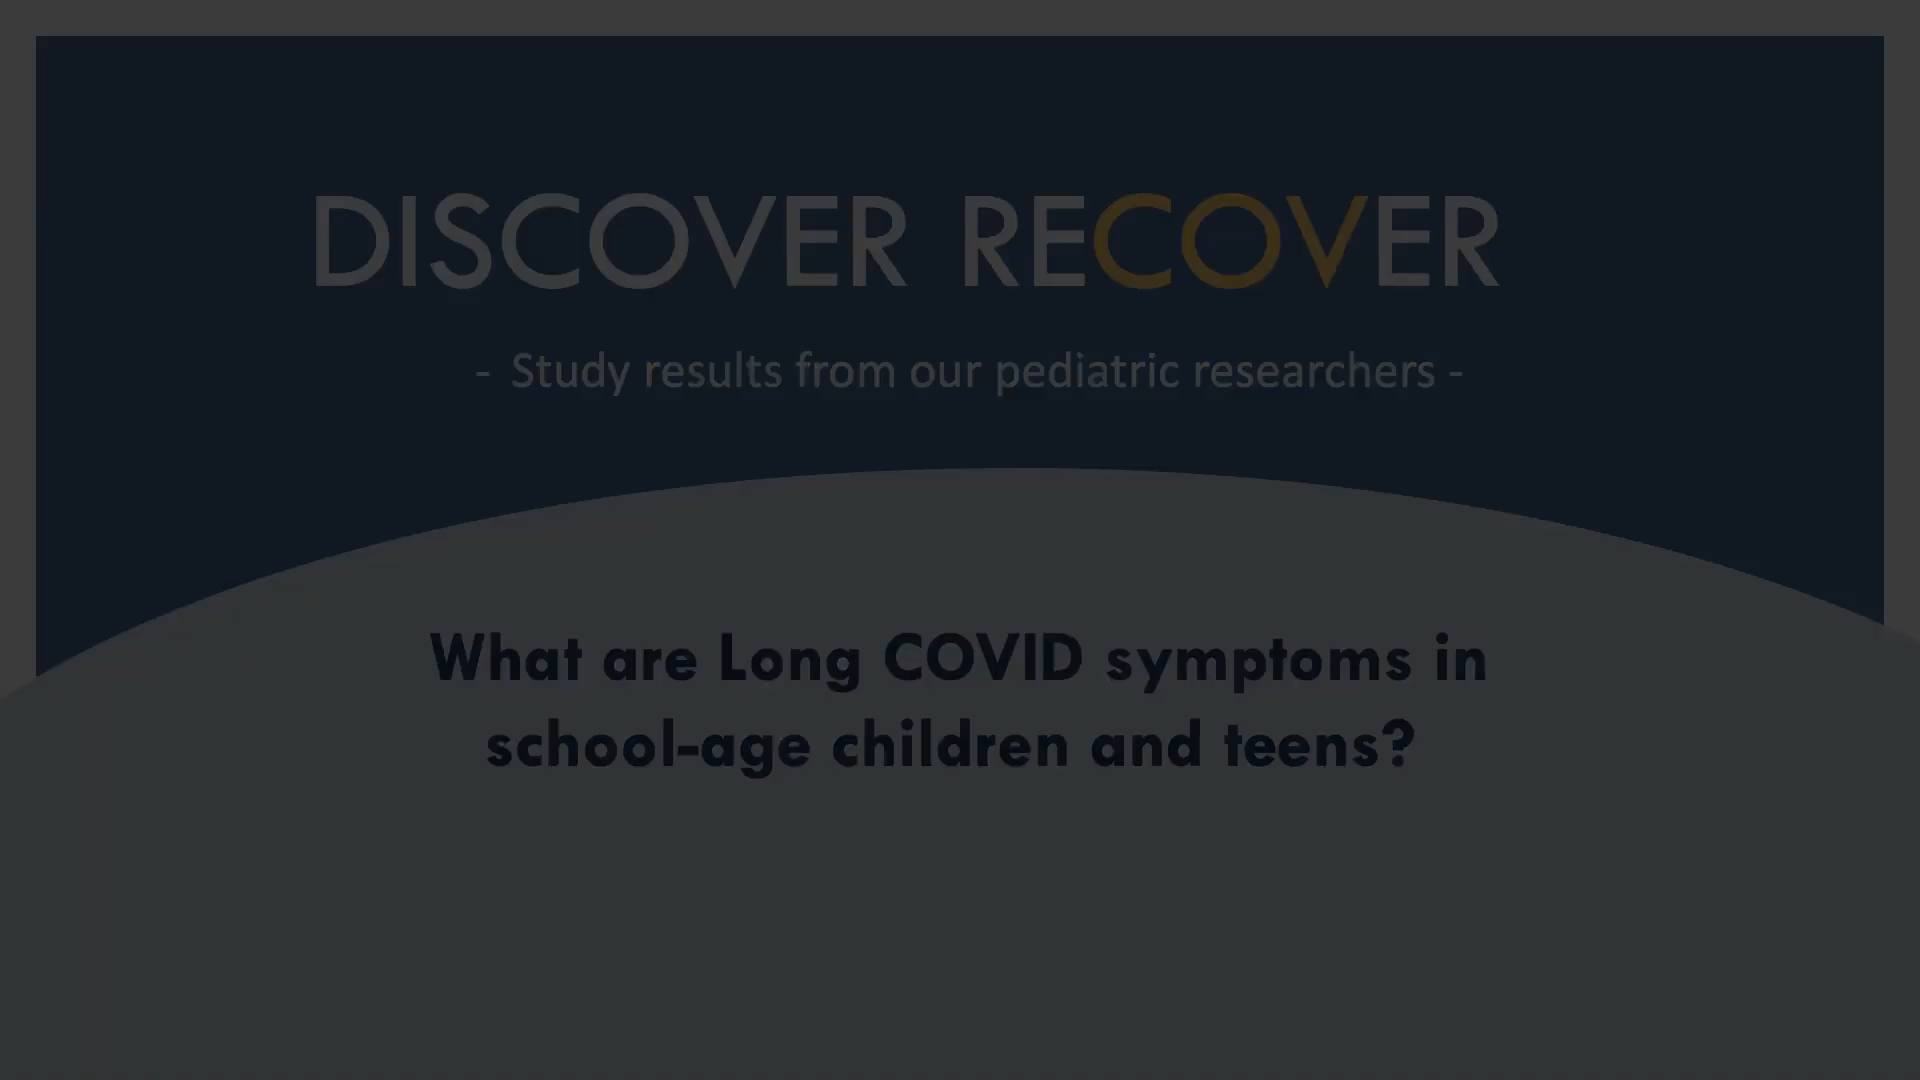 DISCOVER RECOVER
- Study results from our pediatric researchers -
What are Long COVID symptoms in
school-age children and teens?